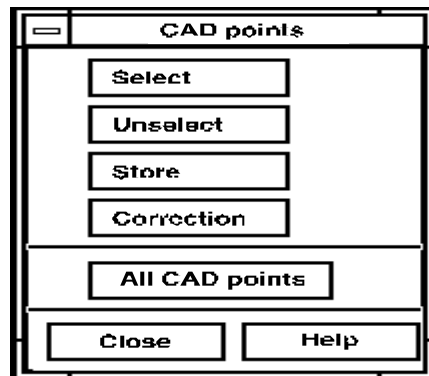 CAD points
Select
Unselect
Store
Correction
All CAD points
Close
Help